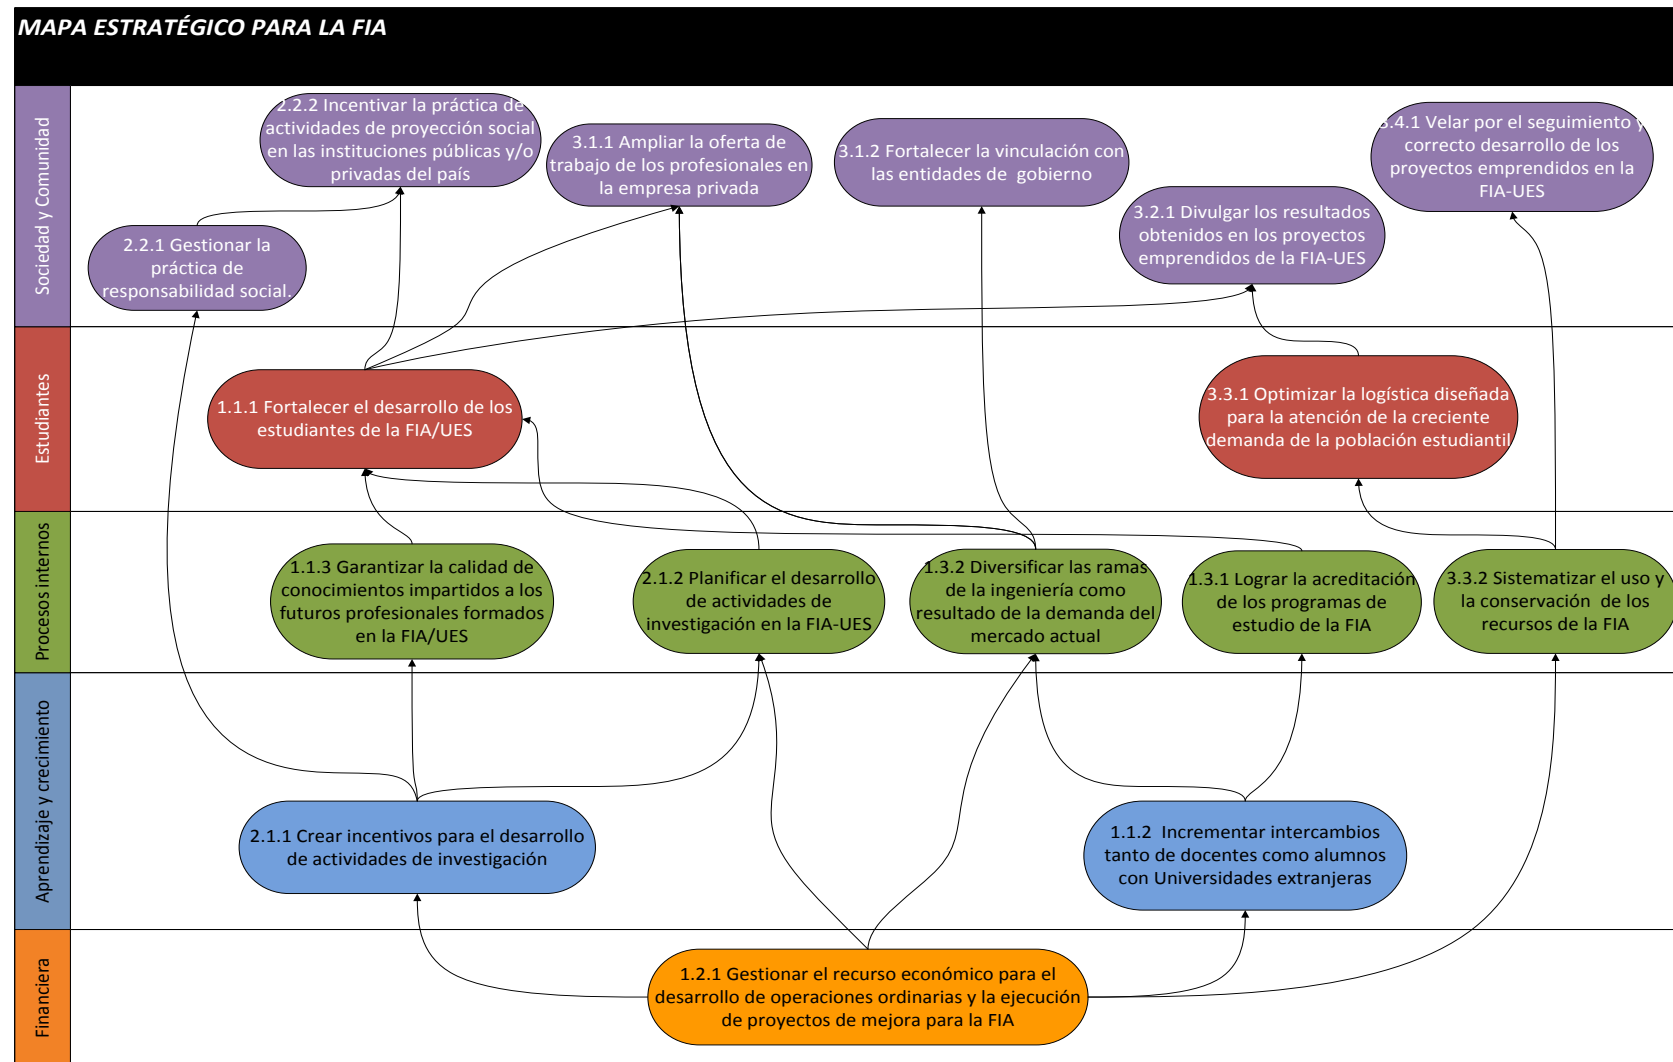 MAPA ESTRATÉGICO PARA LA FIA
Sociedad y Comunidad
2.2.2 Incentivar la práctica de
actividades de proyección social
en las instituciones públicas y/o
privadas del país
3.1.1 Ampliar la oferta de
trabajo de los profesionales en
la empresa privada
3.1.2 Fortalecer la vinculación con
las entidades de gobierno
3.4.1 Velar por el seguimiento y
correcto desarrollo de los
proyectos emprendidos en la
FIA-UES
2.2.1 Gestionar la
práctica de
responsabilidad social.
3.2.1 Divulgar los resultados
obtenidos en los proyectos
emprendidos de la FIA-UES
Estudiantes
1.1.1 Fortalecer el desarrollo de los
estudiantes de la FIA/UES
3.3.1 Optimizar la logística diseñada
para la atención de la creciente
demanda de la población estudiantil
Procesos internos
1.1.3 Garantizar la calidad de
conocimientos impartidos a los
futuros profesionales formados
en la FIA/UES
2.1.2 Planificar el desarrollo
de actividades de
investigación en la FIA-UES
1.3.2 Diversificar las ramas
de la ingeniería como
resultado de la demanda del
mercado actual
1.3.1 Lograr la acreditación
de los programas de
estudio de la FIA
3.3.2 Sistematizar el uso y
la conservación de los
recursos de la FIA
Aprendizaje y crecimiento
2.1.1 Crear incentivos para el desarrollo
de actividades de investigación
1.1.2 Incrementar intercambios
tanto de docentes como alumnos
con Universidades extranjeras
Financiera
1.2.1 Gestionar el recurso económico para el
desarrollo de operaciones ordinarias y la ejecución
de proyectos de mejora para la FIA